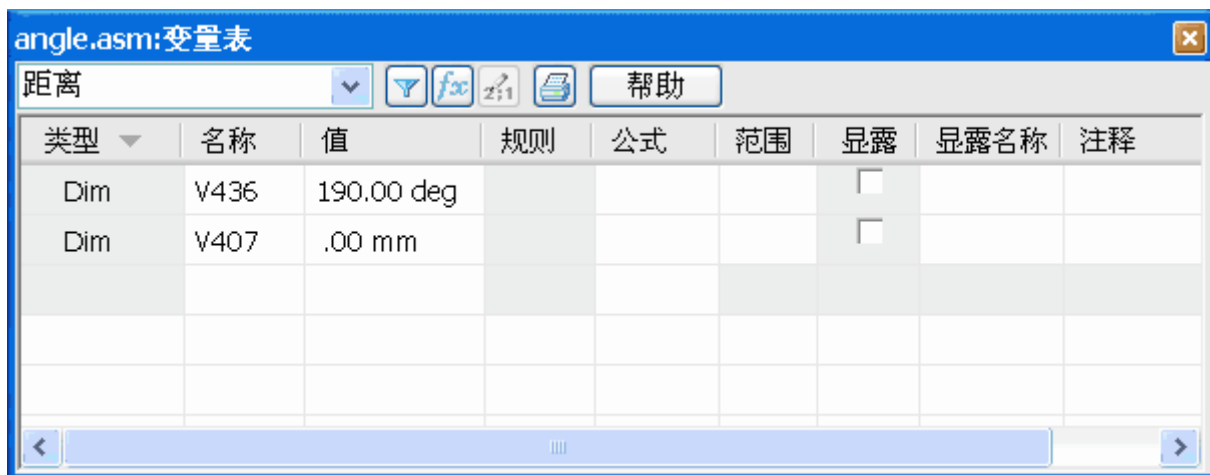 angle.asm:变量表
距离 fx 帮助
类型 名称 值 规则 公式 范围 显露 显露名称 注释
Dim V436 190.00 deg
Dim V407 .00 mm